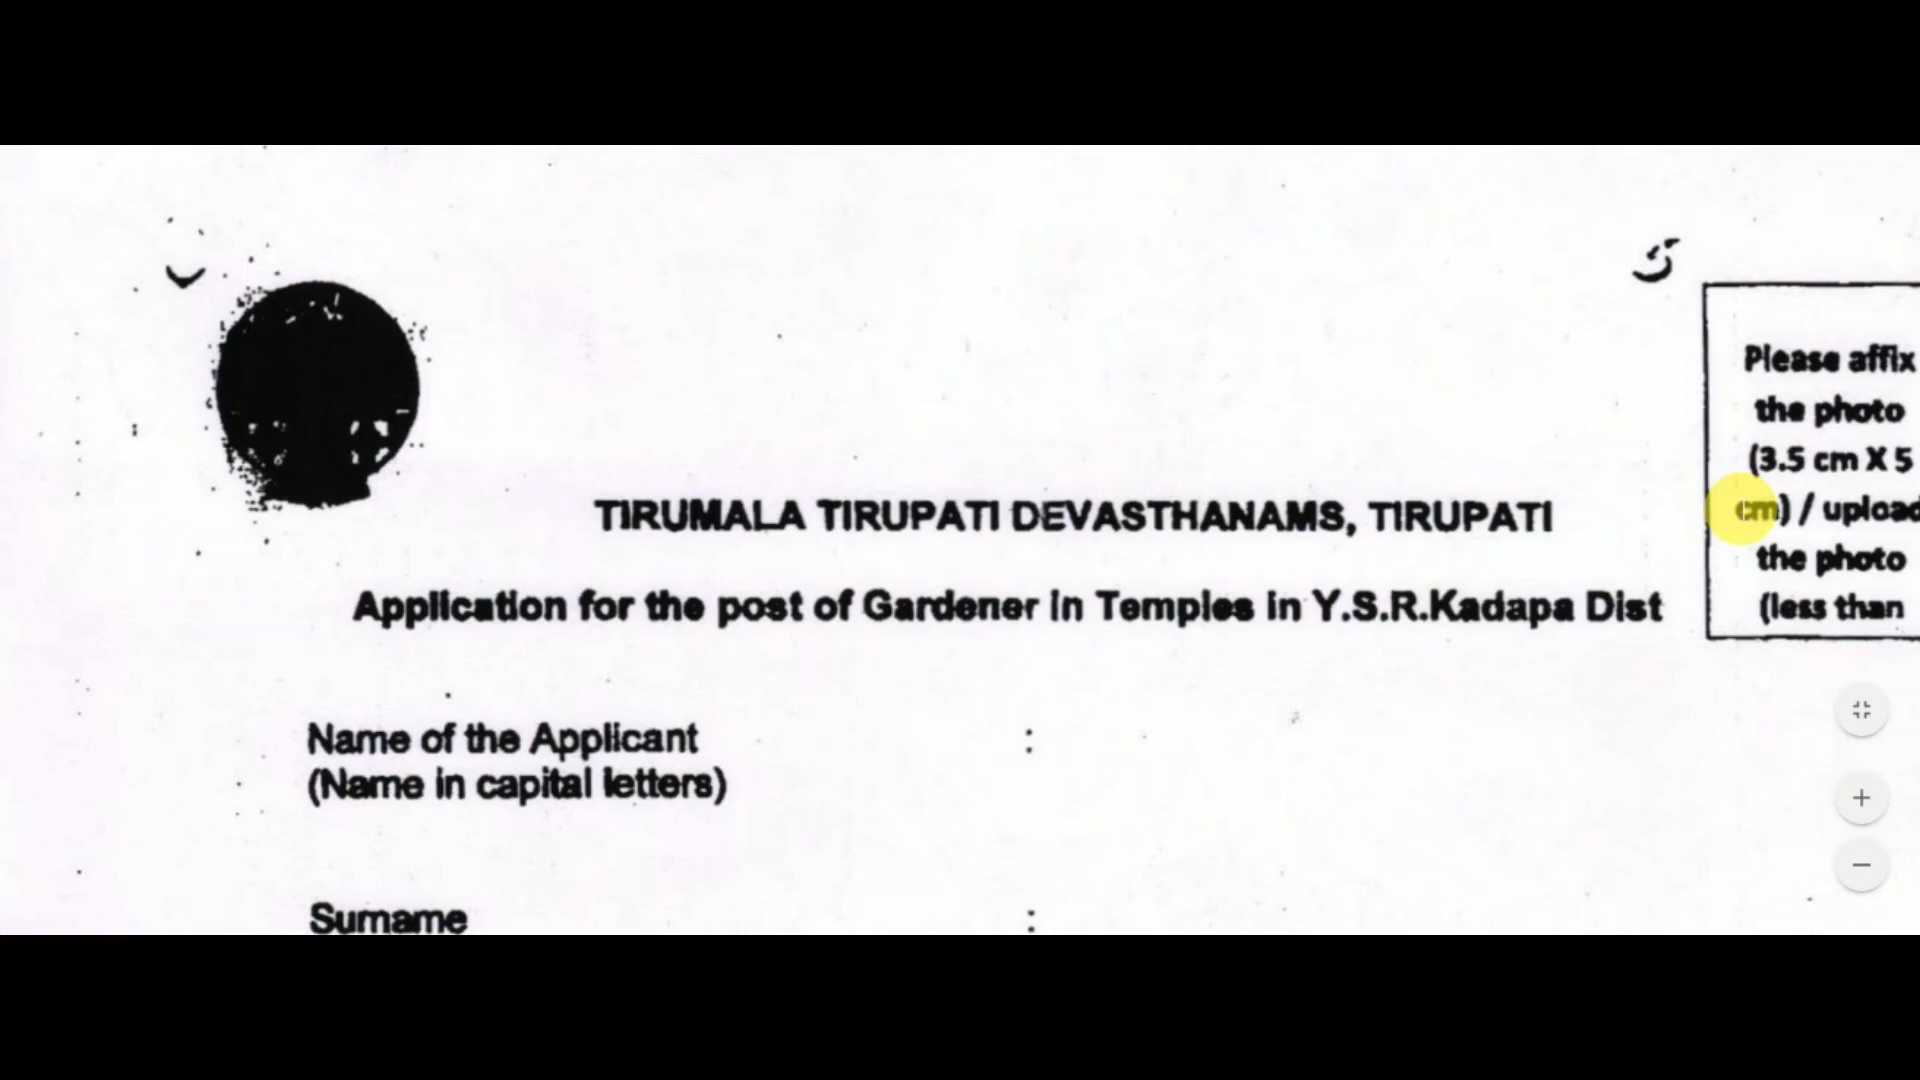 5
Please affix
the photo
(3.5 cm X 5
cm) / upload
the photo
(less than
TIRUMALA TIRUPATI DEVASTHANAMS, TIRUPATI
Application for the post of Gardener in Temples in Y.S.R.Kadapa Dist
Name of the Applicant :
(Name in capital letters)
Surname :